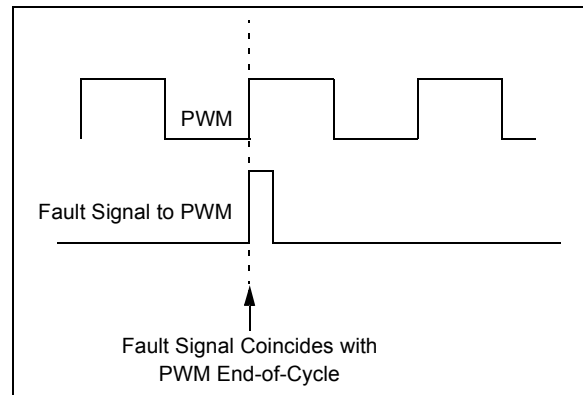 PWM
Fault Signal to PWM
Fault Signal Coincides with
PWM End-of-Cycle